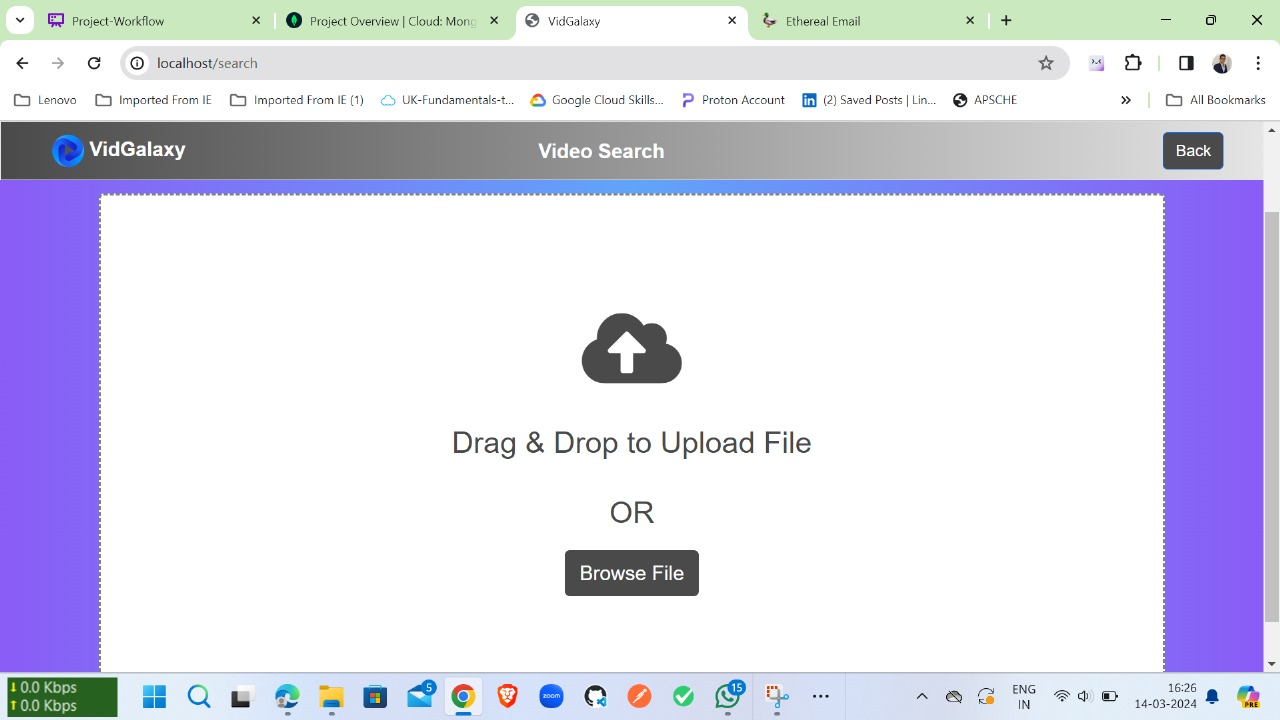 Project-Workflow
Project Overview | Cloud: Mong
VidGalaxy
Ethereal Email
localhost/search
Lenovo
Imported From IE
Imported From IE (1)
UK-Fundamentals-t...
Google Cloud Skills...
Proton Account
(2) Saved Posts | Lin...
APSCHE
All Bookmarks
VidGalaxy
Video Search
Back
Drag & Drop to Upload File
OR
Browse File
0.0 Kbps
0.0 Kbps
5
zoom
15
ENG
IN
16:26
14-03-2024
PRE